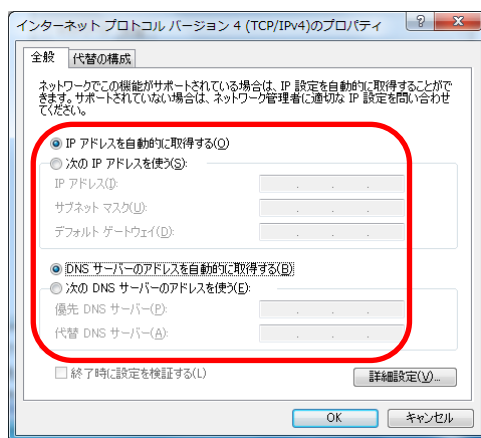 インターネット プロトコル バージョン 4 (TCP/IPv4)のプロパティ
全般
代替の構成
ネットワークでこの機能がサポートされている場合は、IP 設定を自動的に取得することがで
きます。サポートされていない場合は、ネットワーク管理者に適切な IP 設定を問い合わせ
てください。
IP アドレスを自動的に取得する(O)
次の IP アドレスを使う(S):
IP アドレス(I):
サブネット マスク(U):
デフォルト ゲートウェイ(D):
DNS サーバーのアドレスを自動的に取得する(B)
次の DNS サーバーのアドレスを使う(E):
優先 DNS サーバー(P):
代替 DNS サーバー(A):
終了時に設定を検証する(L)
詳細設定(V)...
OK
キャンセル